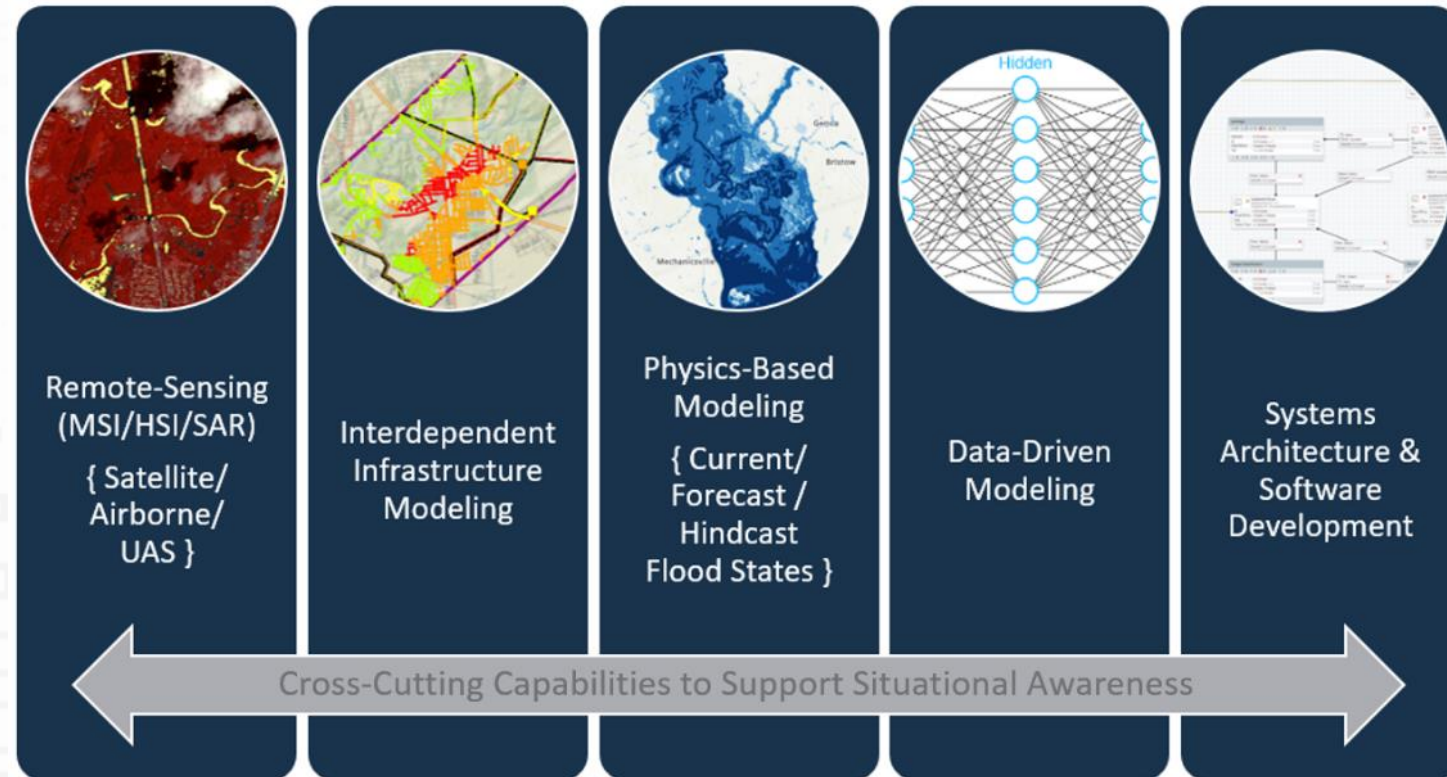 Remote-Sensing
(MSI/HSI/SAR)
{ Satellite/
Airborne/
UAS }
Interdependent
Infrastructure
Modeling
Gemila
Bristow
Mechanicsville
Physics-Based
Modeling
{ Current/
Forecast /
Hindcast
Flood States }
Hidden
Data-Driven
Modeling
Systems
Architecture &
Software
Development
Cross-Cutting Capabilities to Support Situational Awareness